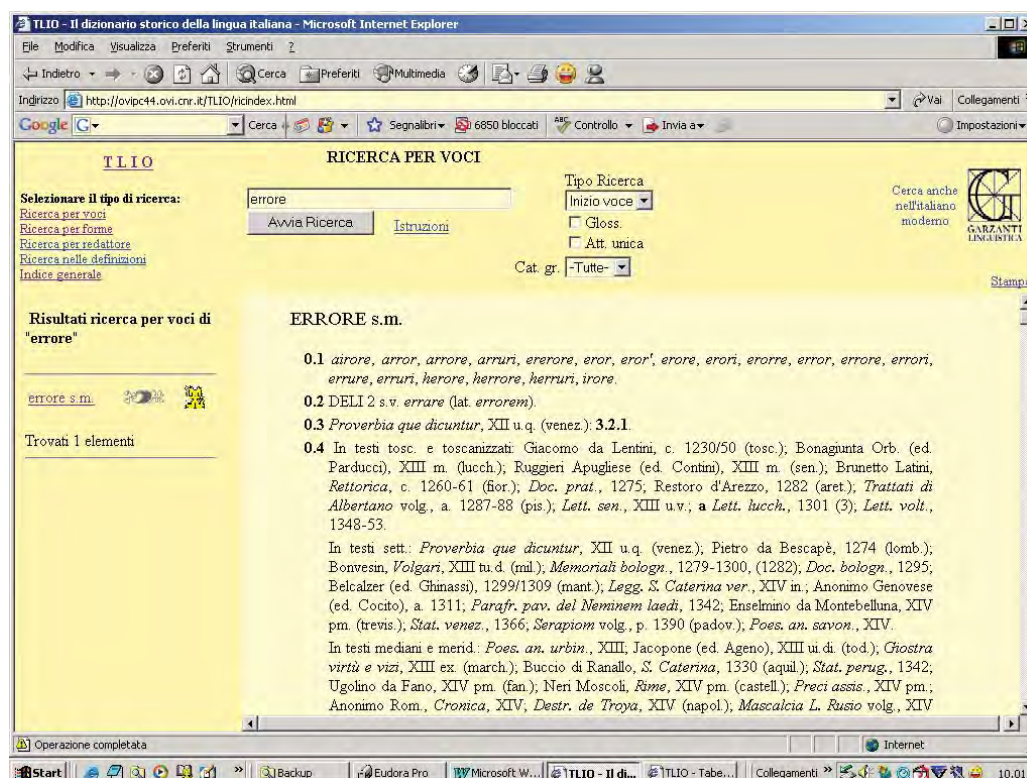 TLIO - Il dizionario storico della lingua italiana - Microsoft Internet Explorer
File Modifica Visualizza Preferiti Strumenti ?
Indietro Cerca Preferiti Multimedia
Indirizzo http://ovipc44.ovi.cnr.it/TLIO/ricindex.html Vai Collegamenti
Google G Cerca Segnalibri 6850 bloccati ABC Controllo Invia a Impostazioni
TLIO
Selezionare il tipo di ricerca:
Ricerca per voci
Ricerca per forme
Ricerca per redattore
Ricerca nelle definizioni
Indice generale
RICERCA PER VOCI
errore
Avvia Ricerca Istruzioni
Tipo Ricerca
Inizio voce
Gloss.
Att. unica
Cat. gr. -Tutte-
Cerca anche
nell'italiano
moderno
GARZANTI
LINGUISTICA
Stampa
Risultati ricerca per voci di
"errore"
errore s.m.
Trovati 1 elementi
ERRORE s.m.
0.1 airore, arror, arrore, arruri, ererore, eror, eror', erore, erori, erorre, error, errore, errori,
errure, erruri, herore, herrore, herruri, irore.
0.2 DELI 2 s.v. errare (lat. errorem).
0.3 Proverbia que dicuntur, XII u.q. (venez.): 3.2.1.
0.4 In testi tosc. e toscanizzati: Giacomo da Lentini, c. 1230/50 (tosc.); Bonagiunta Orb. (ed.
Parducci), XIII m. (lucch.); Ruggieri Apugliese (ed. Contini), XIII m. (sen.); Brunetto Latini,
Rettorica, c. 1260-61 (fior.); Doc. prat., 1275; Restoro d'Arezzo, 1282 (aret.); Trattati di
Albertano volg., a. 1287-88 (pis.); Lett. sen., XIII u.v.; a Lett. lucch., 1301 (3); Lett. volt.,
1348-53.
In testi sett.: Proverbia que dicuntur, XII u.q. (venez.); Pietro da Bescapè, 1274 (lomb.);
Bonvesin, Volgari, XIII tu.d. (mil.); Memoriali bologn., 1279-1300, (1282); Doc. bologn., 1295;
Belcalzer (ed. Ghinassi), 1299/1309 (mant.); Legg. S. Caterina ver., XIV in.; Anonimo Genovese
(ed. Cocito), a. 1311; Parafr. pav. del Neminem laedi, 1342; Enselmino da Montebelluna, XIV
pm. (trevis.); Stat. venez., 1366; Serapiom volg., p. 1390 (padov.); Poes. an. savon., XIV.
In testi mediani e merid.: Poes. an. urbin., XIII; Jacopone (ed. Ageno), XIII ui.di. (tod.); Giostra
virtù e vizi, XIII ex. (march.); Buccio di Ranallo, S. Caterina, 1330 (aquil.); Stat. perug., 1342;
Ugolino da Fano, XIV pm. (fan.); Neri Moscoli, Rime, XIV pm. (castell.); Preci assis., XIV pm.;
Anonimo Rom., Cronica, XIV; Destr. de Troya, XIV (napol.); Mascalcia L. Rusio volg., XIV
Operazione completata Internet
Start » Backup Eudora Pro Microsoft W... TLIO - Il di... TLIO - Tabe... Collegamenti » 10.01